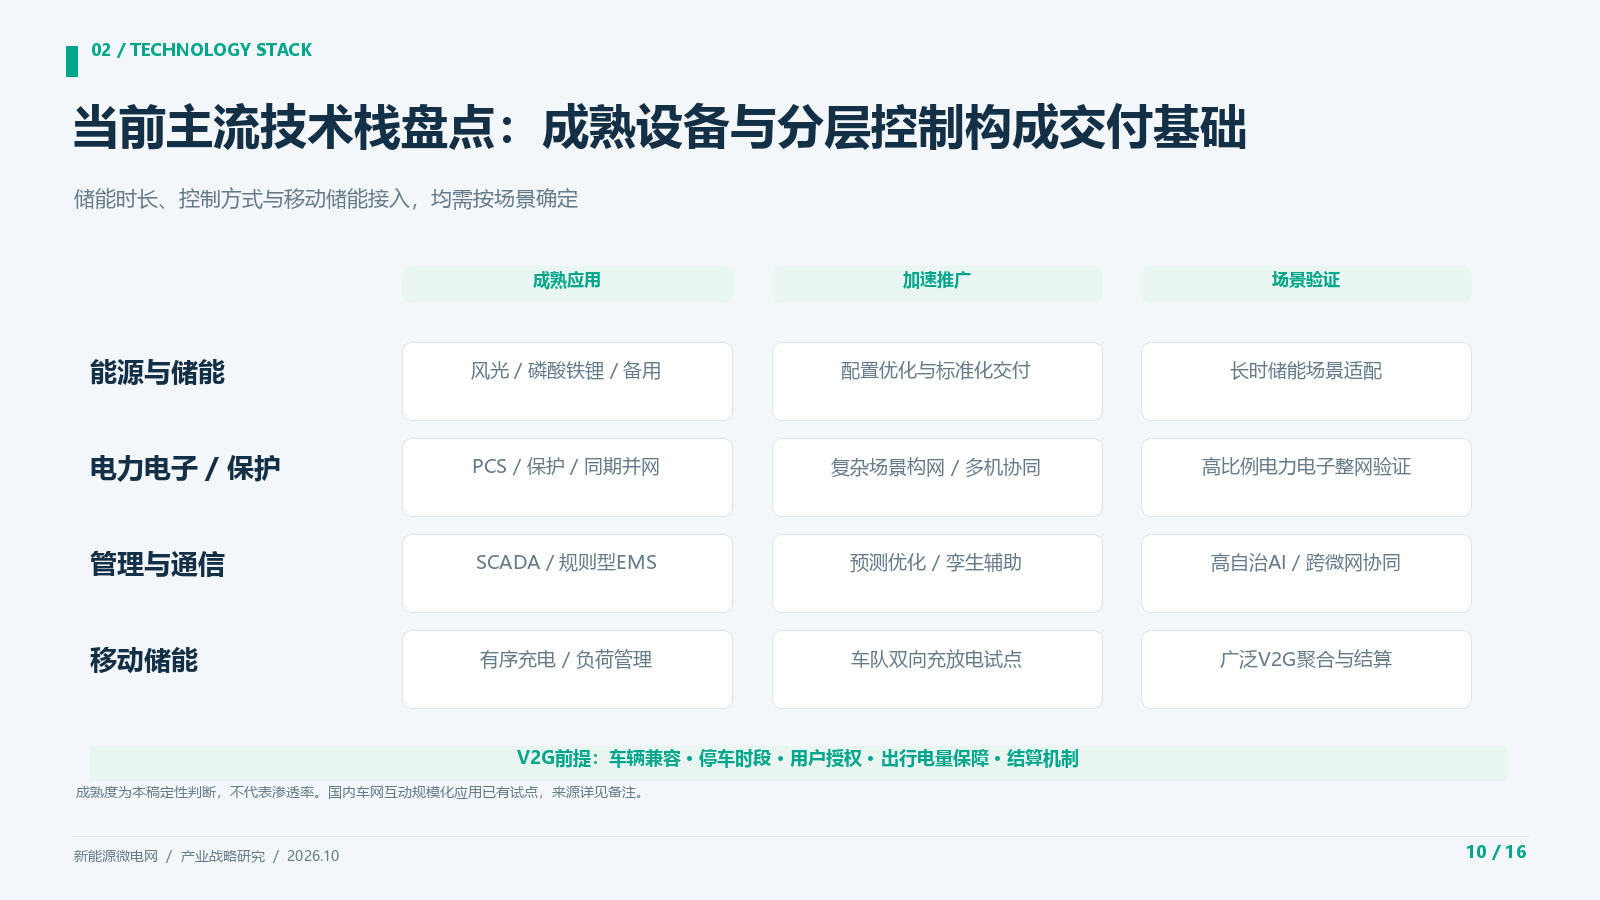 02 / TECHNOLOGY STACK
当前主流技术栈盘点：成熟设备与分层控制构成交付基础
储能时长、控制方式与移动储能接入，均需按场景确定
成熟应用
加速推广
场景验证
能源与储能
风光 / 磷酸铁锂 / 备用
配置优化与标准化交付
长时储能场景适配
电力电子 / 保护
PCS / 保护 / 同期并网
复杂场景构网 / 多机协同
高比例电力电子整网验证
管理与通信
SCADA / 规则型EMS
预测优化 / 孪生辅助
高自治AI / 跨微网协同
移动储能
有序充电 / 负荷管理
车队双向充放电试点
广泛V2G聚合与结算
V2G前提：车辆兼容 • 停车时段 • 用户授权 • 出行电量保障 • 结算机制
成熟度为本稿定性判断，不代表渗透率。国内车网互动规模化应用已有试点，来源详见备注。
新能源微电网 / 产业战略研究 / 2026.10
10 / 16